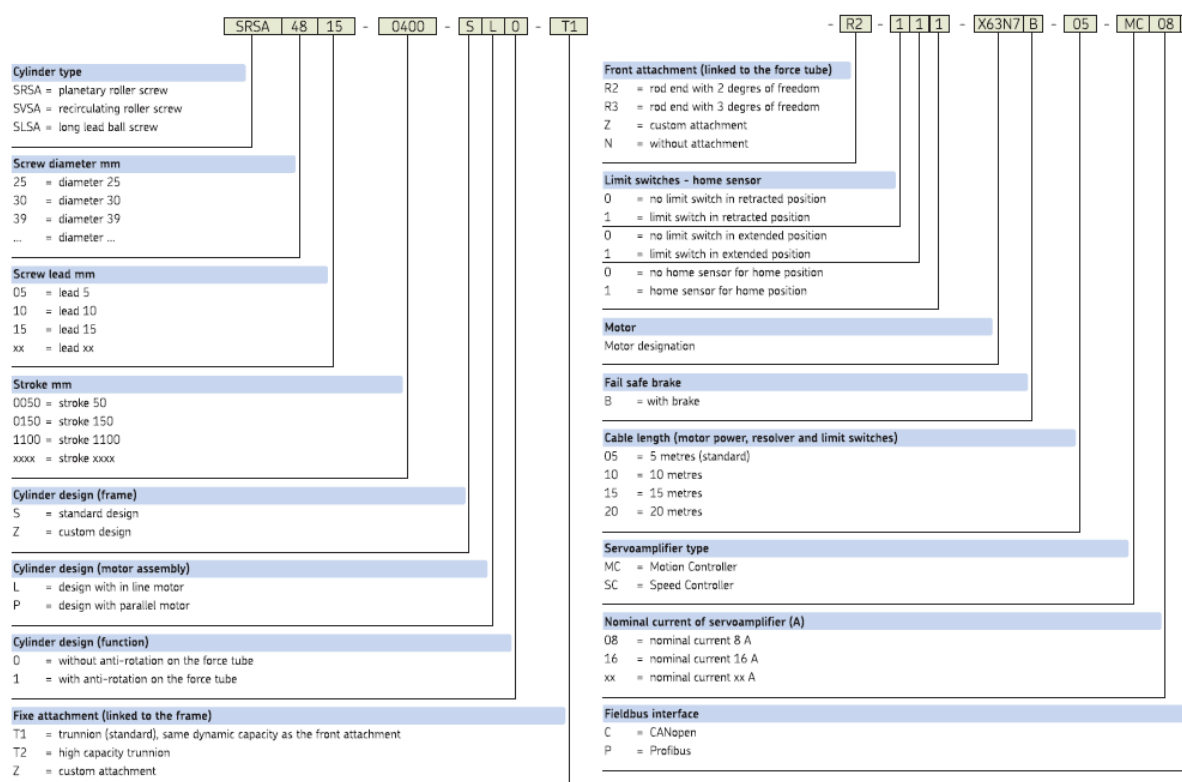 SRSA 48 15 - 0400 - S L 0 - T1
Cylinder type
SRSA = planetary roller screw
SVSA = recirculating roller screw
SLSA = long lead ball screw
Screw diameter mm
25 = diameter 25
30 = diameter 30
39 = diameter 39
... = diameter ...
Screw lead mm
05 = lead 5
10 = lead 10
15 = lead 15
xx = lead xx
Stroke mm
0050 = stroke 50
0150 = stroke 150
1100 = stroke 1100
xxxx = stroke xxxx
Cylinder design (frame)
S = standard design
Z = custom design
Cylinder design (motor assembly)
L = design with in line motor
P = design with parallel motor
Cylinder design (function)
0 = without anti-rotation on the force tube
1 = with anti-rotation on the force tube
Fixe attachment (linked to the frame)
T1 = trunnion (standard), same dynamic capacity as the front attachment
T2 = high capacity trunnion
Z = custom attachment
- R2 - 1 1 1 - X63N7 B - 05 - MC 08
Front attachment (linked to the force tube)
R2 = rod end with 2 degres of freedom
R3 = rod end with 3 degres of freedom
Z = custom attachment
N = without attachment
Limit switches - home sensor
0 = no limit switch in retracted position
1 = limit switch in retracted position
0 = no limit switch in extended position
1 = limit switch in extended position
0 = no home sensor for home position
1 = home sensor for home position
Motor
Motor designation
Fail safe brake
B = with brake
Cable length (motor power, resolver and limit switches)
05 = 5 metres (standard)
10 = 10 metres
15 = 15 metres
20 = 20 metres
Servoamplifier type
MC = Motion Controller
SC = Speed Controller
Nominal current of servoamplifier (A)
08 = nominal current 8 A
16 = nominal current 16 A
xx = nominal current xx A
Fieldbus interface
C = CANopen
P = Profibus